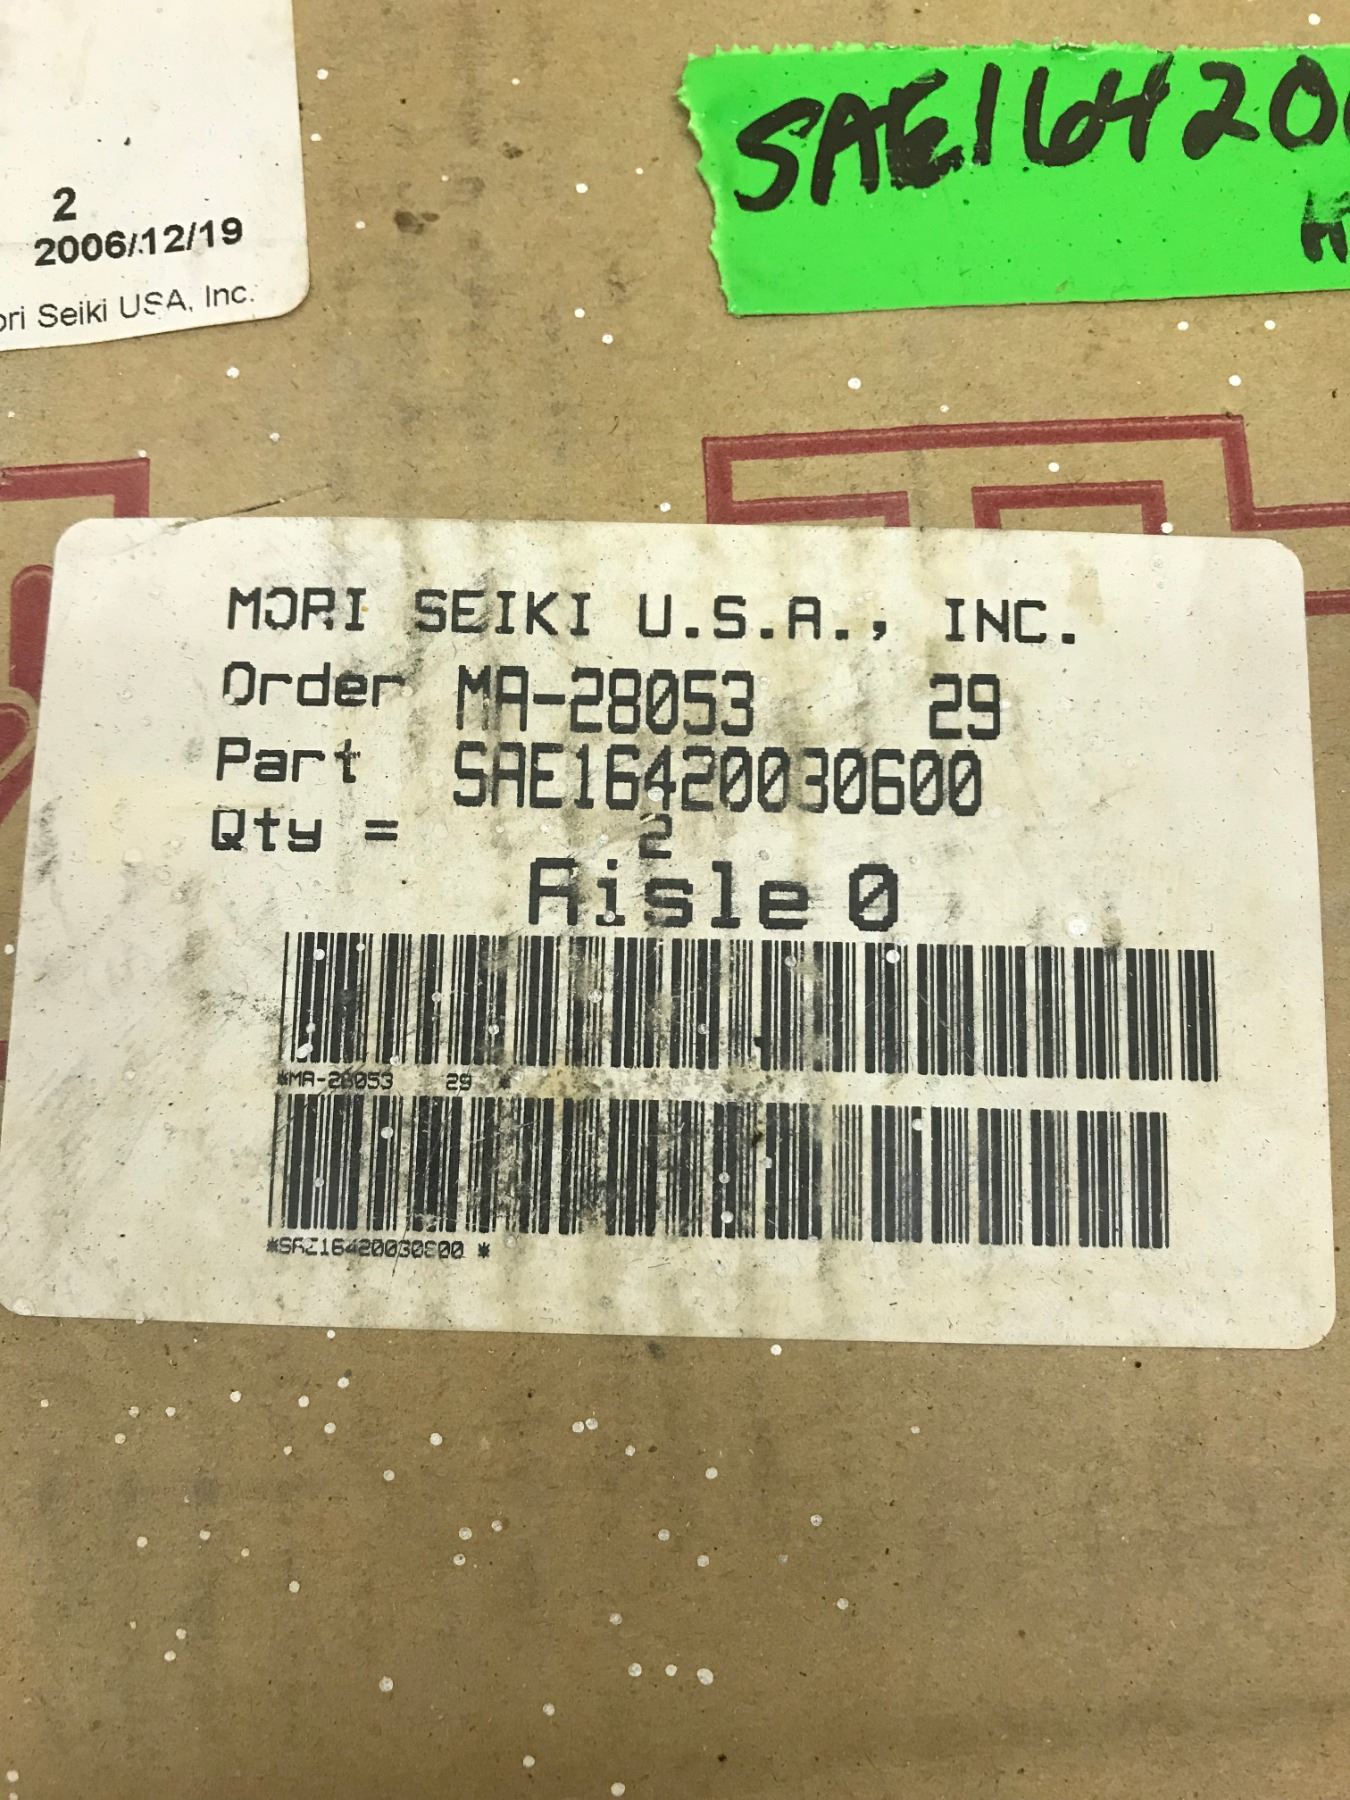 2
2006/12/19
ori Seiki USA, Inc.
SAE16420
MORI SEIKI U.S.A., INC.
Order MA-28053 29
Part SAE16420030600
Qty = 2
Aisle 0
*MA-28053 29 *
*SAE16420030600 *